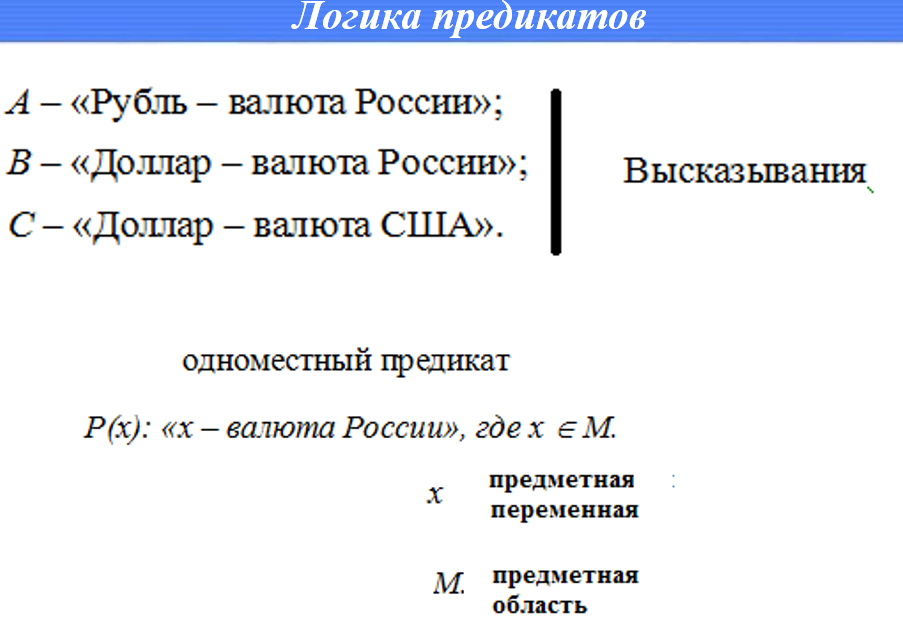 Логика предикатов
A – «Рубль – валюта России»;
B – «Доллар – валюта России»;
Высказывания
C – «Доллар – валюта США».
одноместный предикат
P(x): «x – валюта России», где x ∈ M.
x предметная :
переменная
M. предметная
область